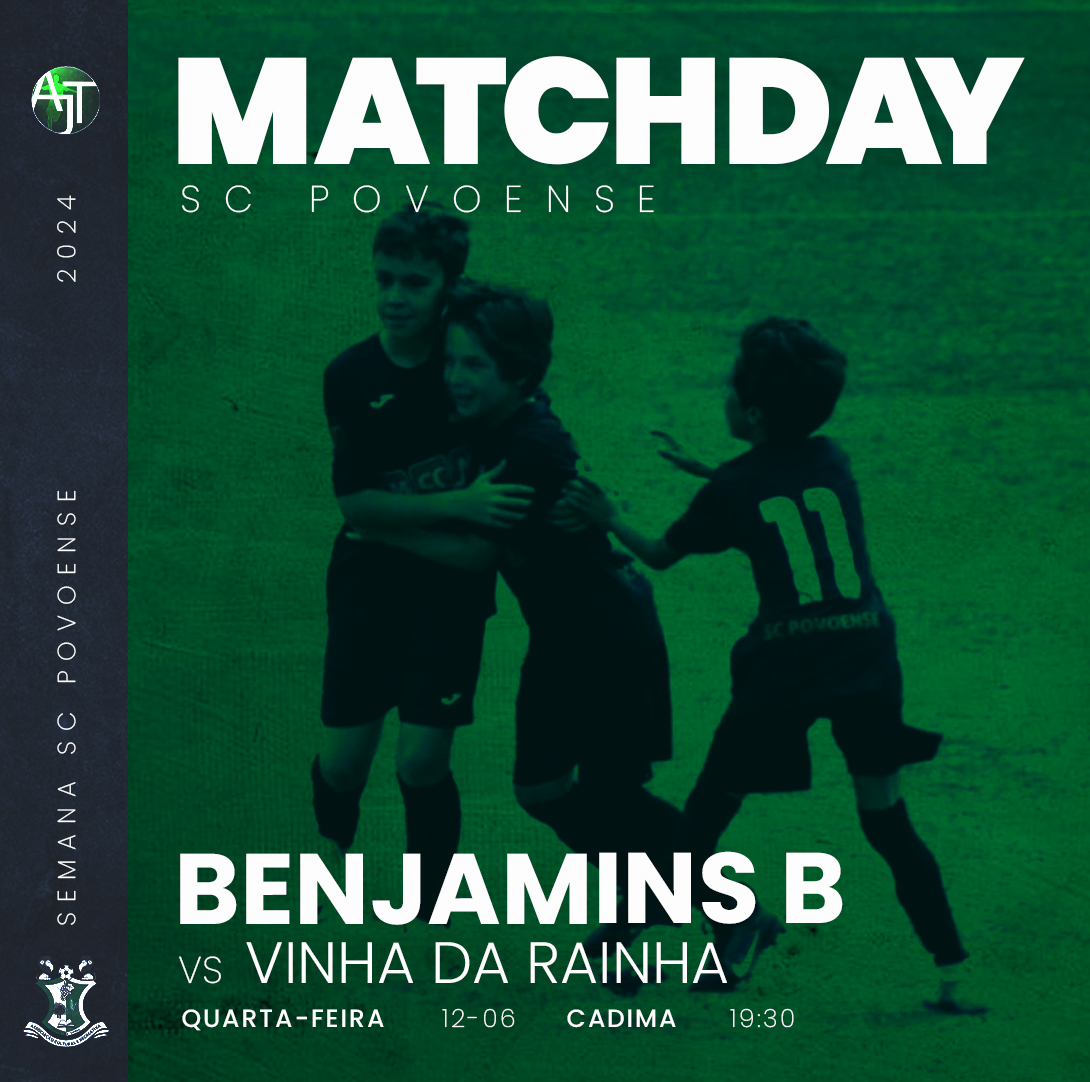 AJT
2024
SEMANA SC POVOENSE
MATCHDAY
SC POVOENSE
11
SC POVOENSE
BENJAMINS B
VS VINHA DA RAINHA
QUARTA-FEIRA 12-06 CADIMA 19:30